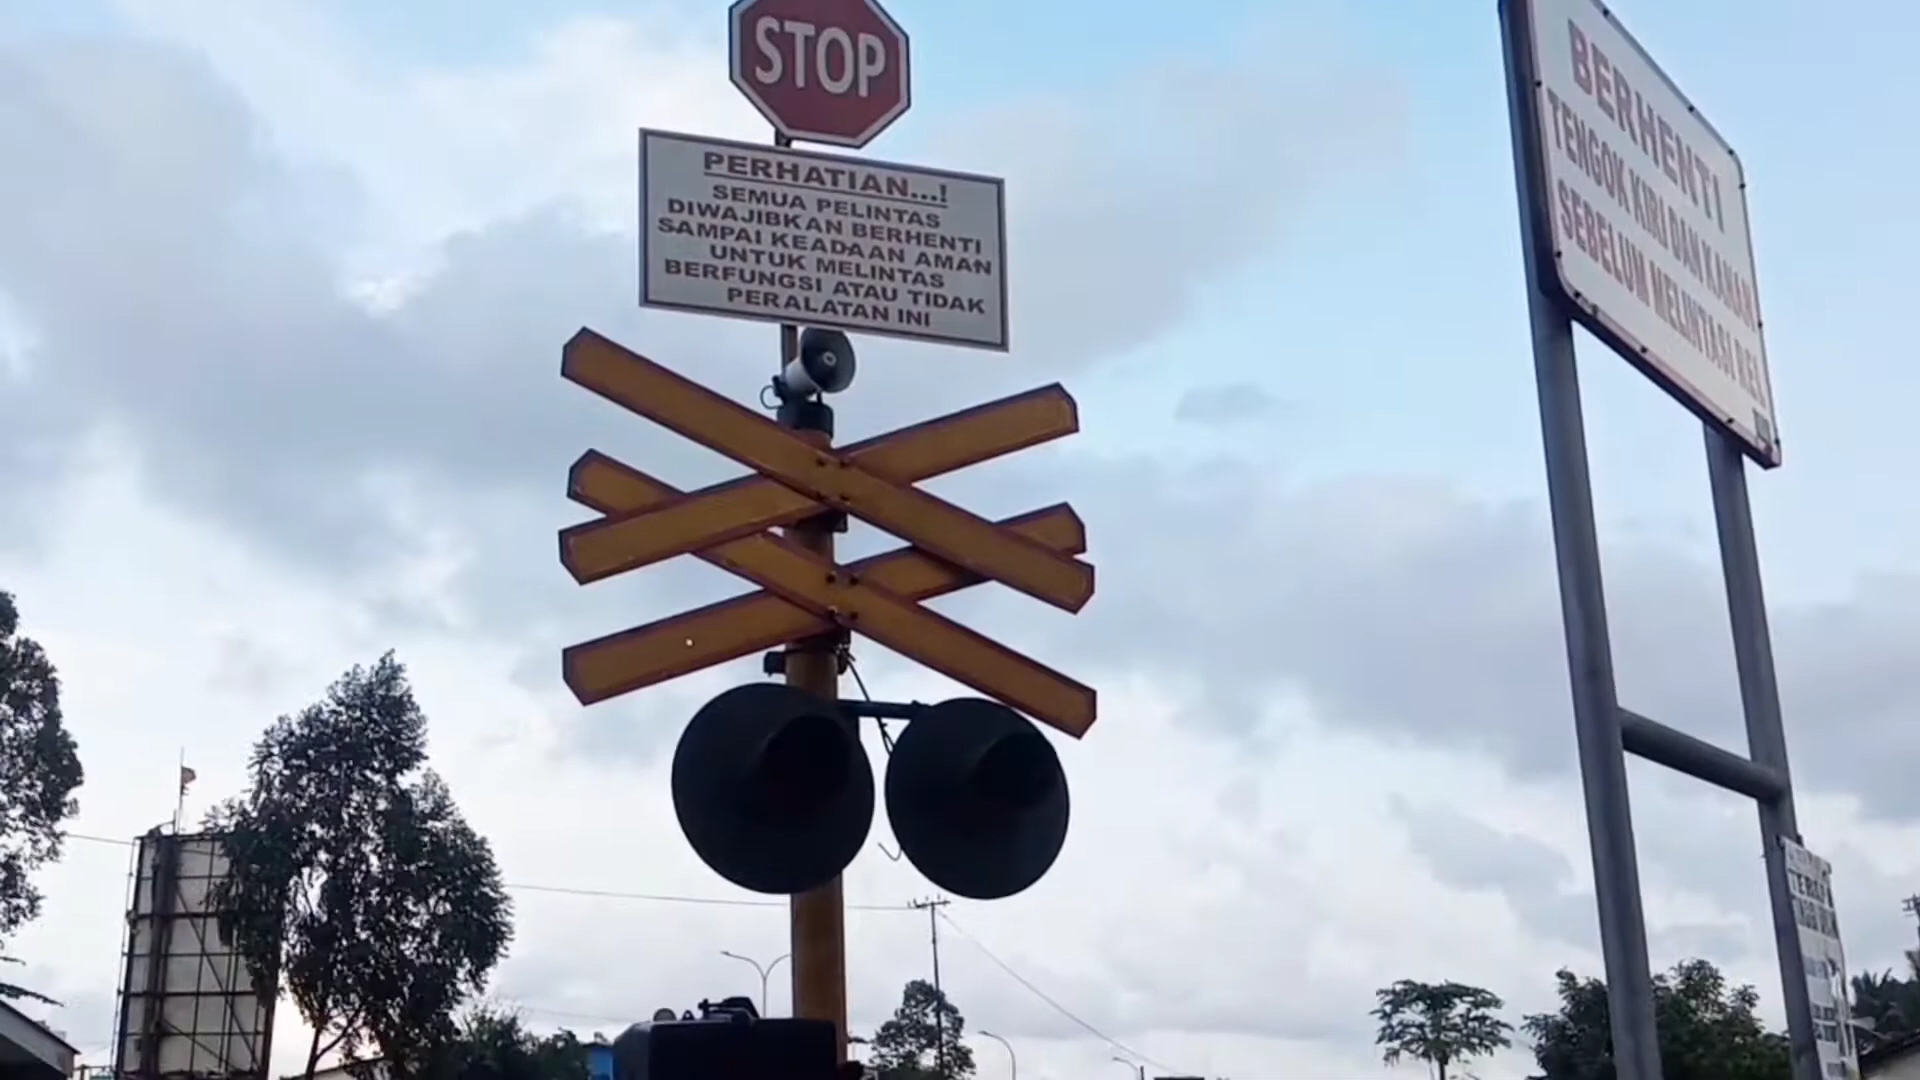 STOP
PERHATIAN...!
SEMUA PELINTAS
DIWAJIBKAN BERHENTI
SAMPAI KEADAAN AMAN
UNTUK MELINTAS
BERFUNGSI ATAU TIDAK
PERALATAN INI
BERHENTI
TENGOK KIRI DAN KANAN
SEBELUM MELINTASI REL